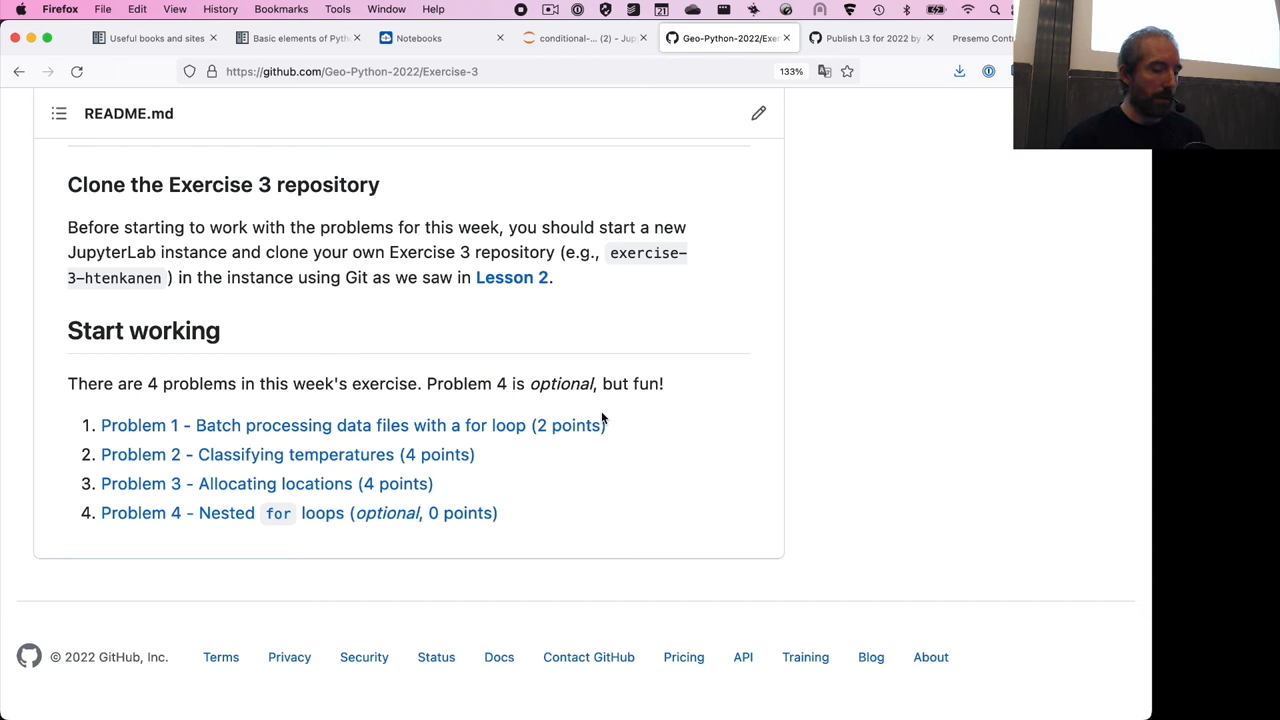 Firefox File Edit View History Bookmarks Tools Window Help
Useful books and sites
Basic elements of Pyth
Notebooks
conditional-... (2) - Jup
Geo-Python-2022/Exer
Publish L3 for 2022 by
Presemo Cont
https://github.com/Geo-Python-2022/Exercise-3
133%
README.md
Clone the Exercise 3 repository
Before starting to work with the problems for this week, you should start a new
JupyterLab instance and clone your own Exercise 3 repository (e.g., exercise-
3-htenkanen ) in the instance using Git as we saw in Lesson 2.
Start working
There are 4 problems in this week's exercise. Problem 4 is optional, but fun!
1. Problem 1 - Batch processing data files with a for loop (2 points)
2. Problem 2 - Classifying temperatures (4 points)
3. Problem 3 - Allocating locations (4 points)
4. Problem 4 - Nested for loops (optional, 0 points)
© 2022 GitHub, Inc. Terms Privacy Security Status Docs Contact GitHub Pricing API Training Blog About